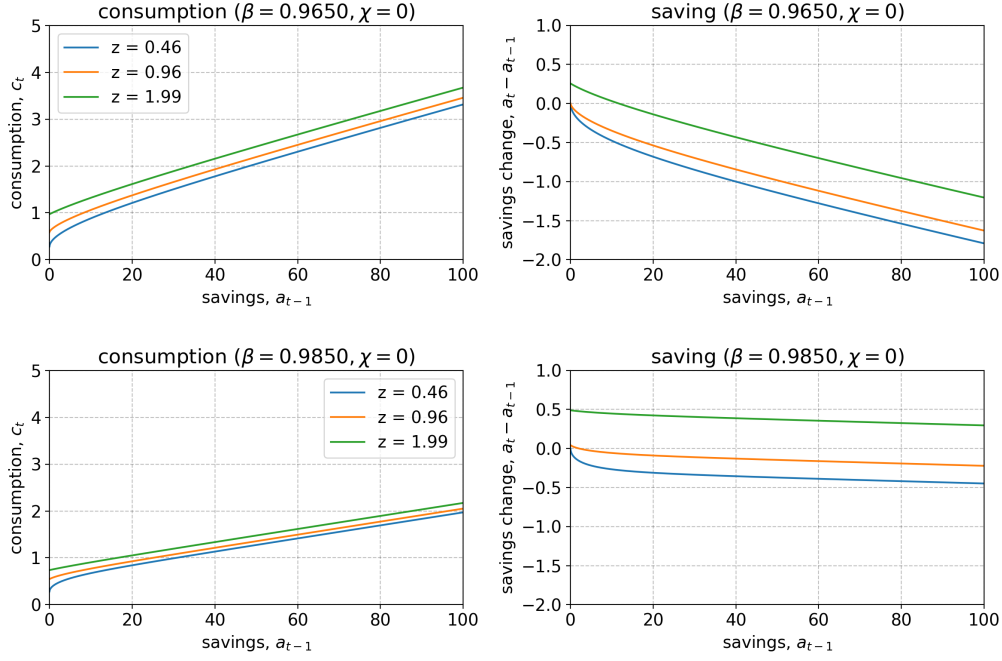 consumption (β = 0.9650, χ = 0)
5
4
3
2
1
0
consumption, c_t
z = 0.46
z = 0.96
z = 1.99
0 20 40 60 80 100
savings, a_{t−1}
saving (β = 0.9650, χ = 0)
1.0
0.5
0.0
−0.5
−1.0
−1.5
−2.0
savings change, a_t − a_{t−1}
0 20 40 60 80 100
savings, a_{t−1}
consumption (β = 0.9850, χ = 0)
5
4
3
2
1
0
consumption, c_t
z = 0.46
z = 0.96
z = 1.99
0 20 40 60 80 100
savings, a_{t−1}
saving (β = 0.9850, χ = 0)
1.0
0.5
0.0
−0.5
−1.0
−1.5
−2.0
savings change, a_t − a_{t−1}
0 20 40 60 80 100
savings, a_{t−1}